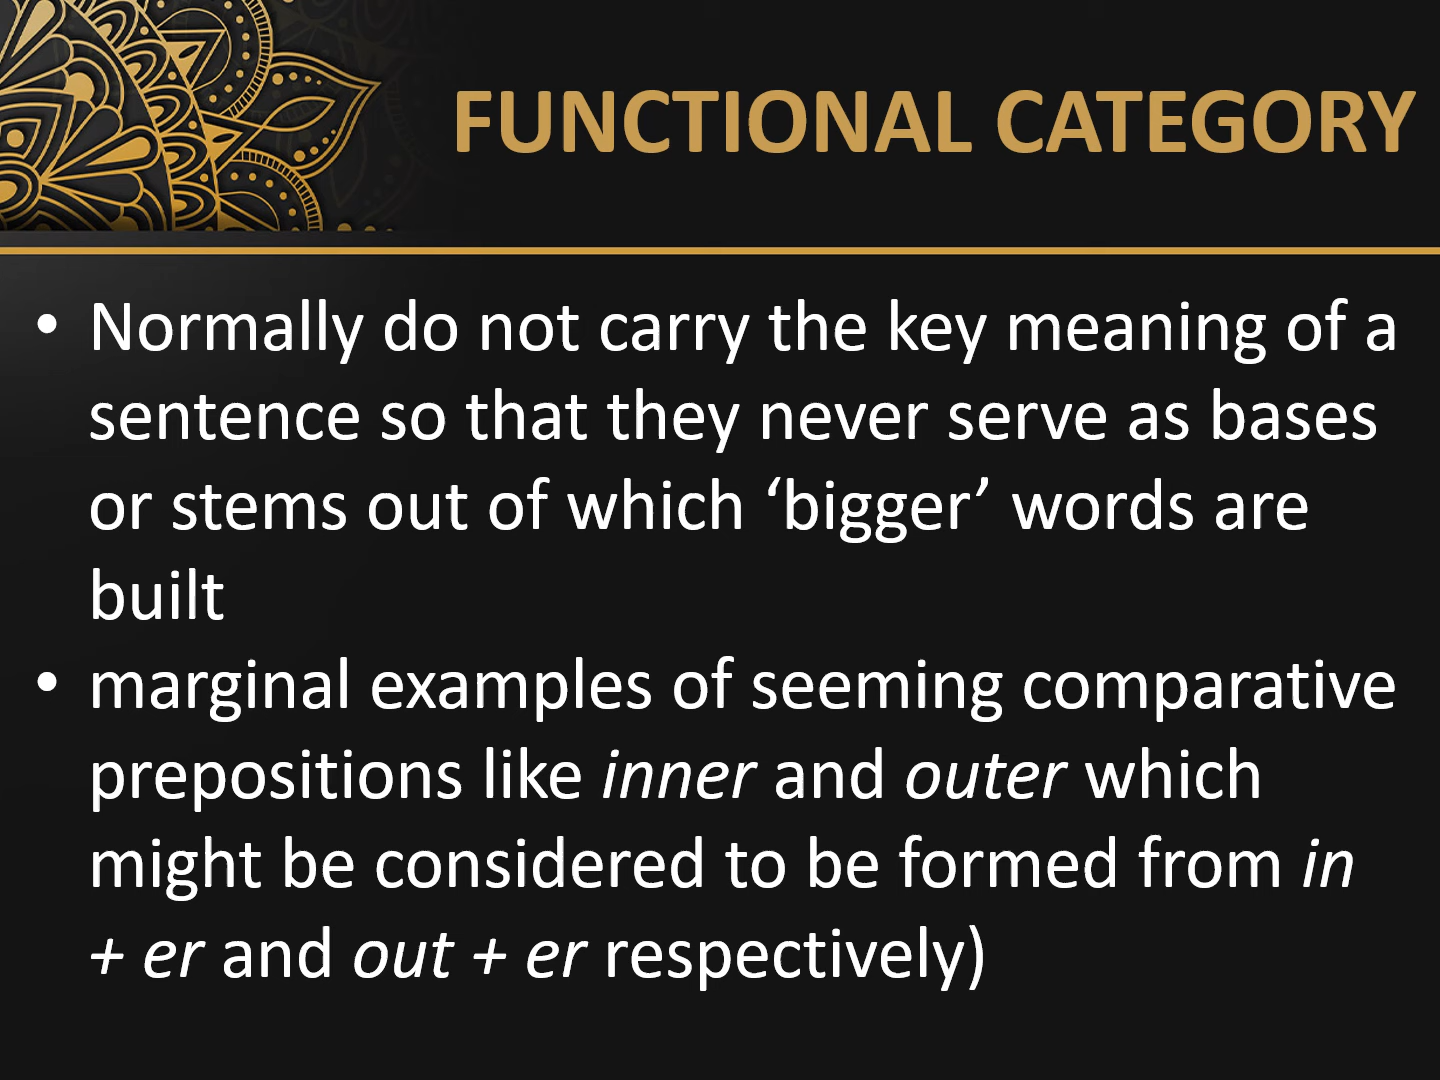 FUNCTIONAL CATEGORY
• Normally do not carry the key meaning of a
sentence so that they never serve as bases
or stems out of which ‘bigger’ words are
built
• marginal examples of seeming comparative
prepositions like inner and outer which
might be considered to be formed from in
+ er and out + er respectively)